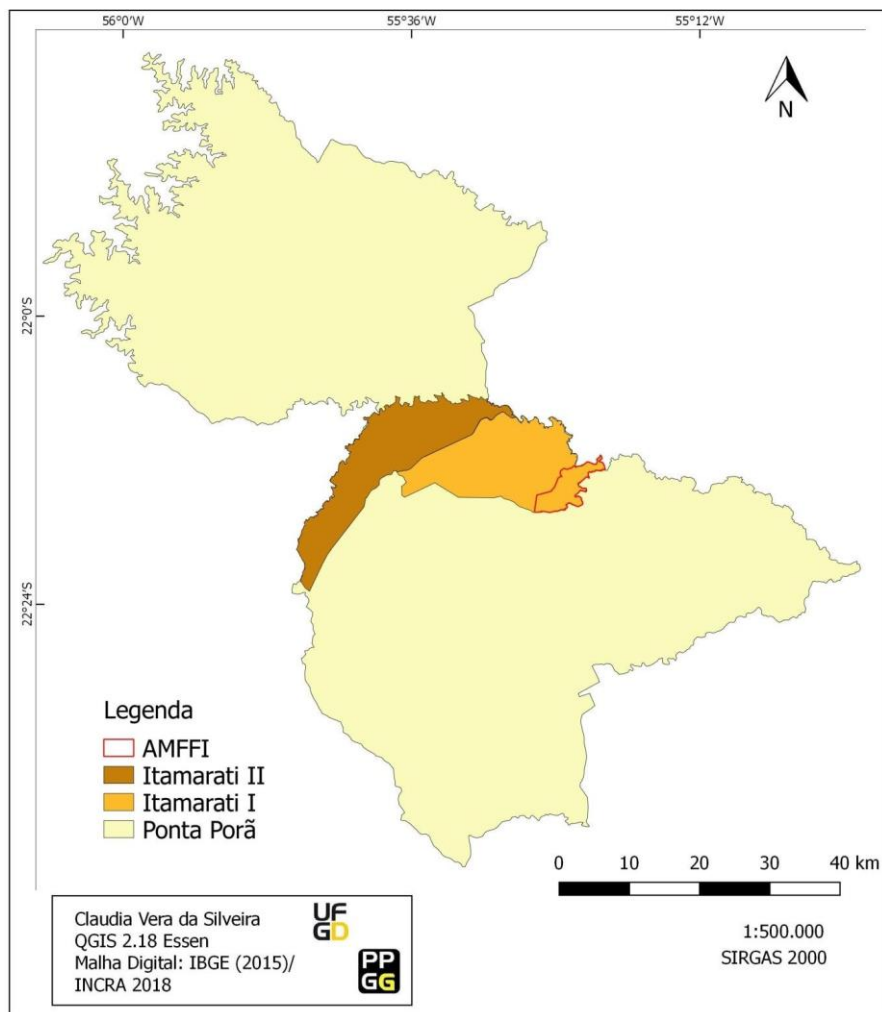 56°0'W
55°36'W
55°12'W
N
22°0'S
22°24'S
Legenda
AMFFI
Itamarati II
Itamarati I
Ponta Porã
0 10 20 30 40 km
1:500.000
SIRGAS 2000
Claudia Vera da Silveira
QGIS 2.18 Essen
Malha Digital: IBGE (2015)/
INCRA 2018
UF
GD
PP
GG